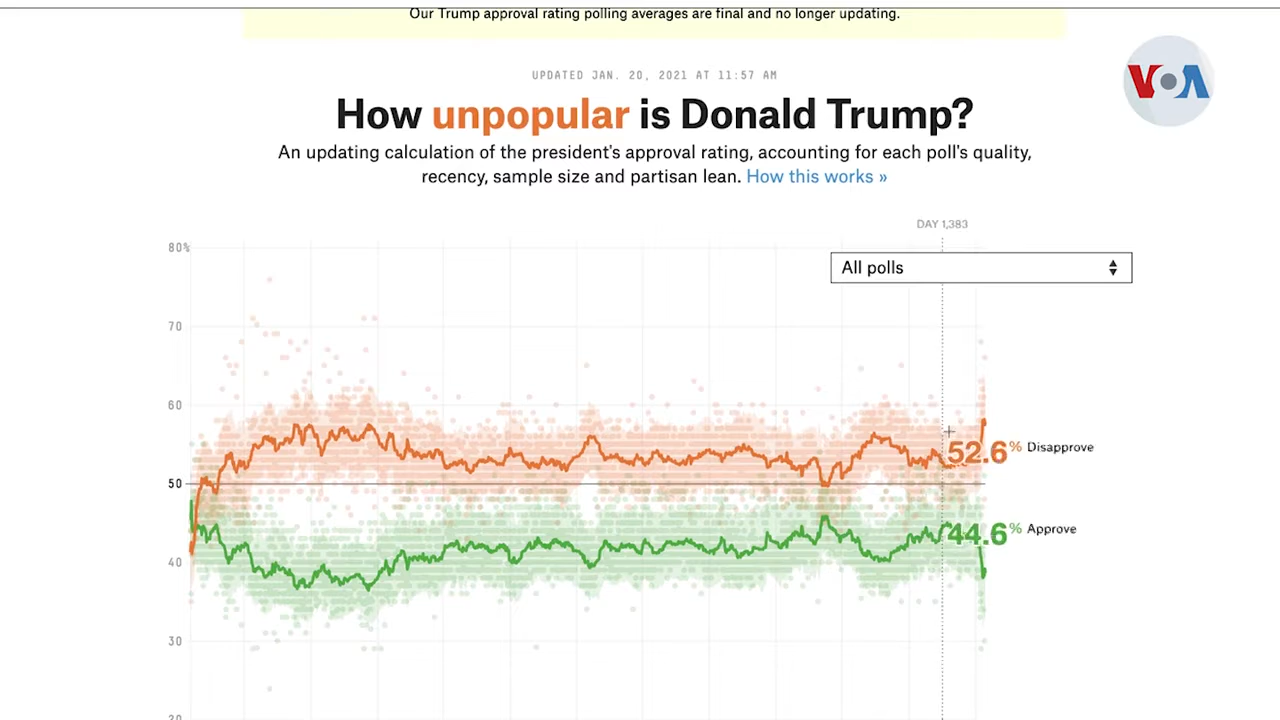 Our Trump approval rating polling averages are final and no longer updating.
VOA
UPDATED JAN. 20, 2021 AT 11:57 AM
How unpopular is Donald Trump?
An updating calculation of the president's approval rating, accounting for each poll's quality,
recency, sample size and partisan lean. How this works »
DAY 1,383
80%
All polls
70
60
52.6% Disapprove
50
44.6% Approve
40
30
20